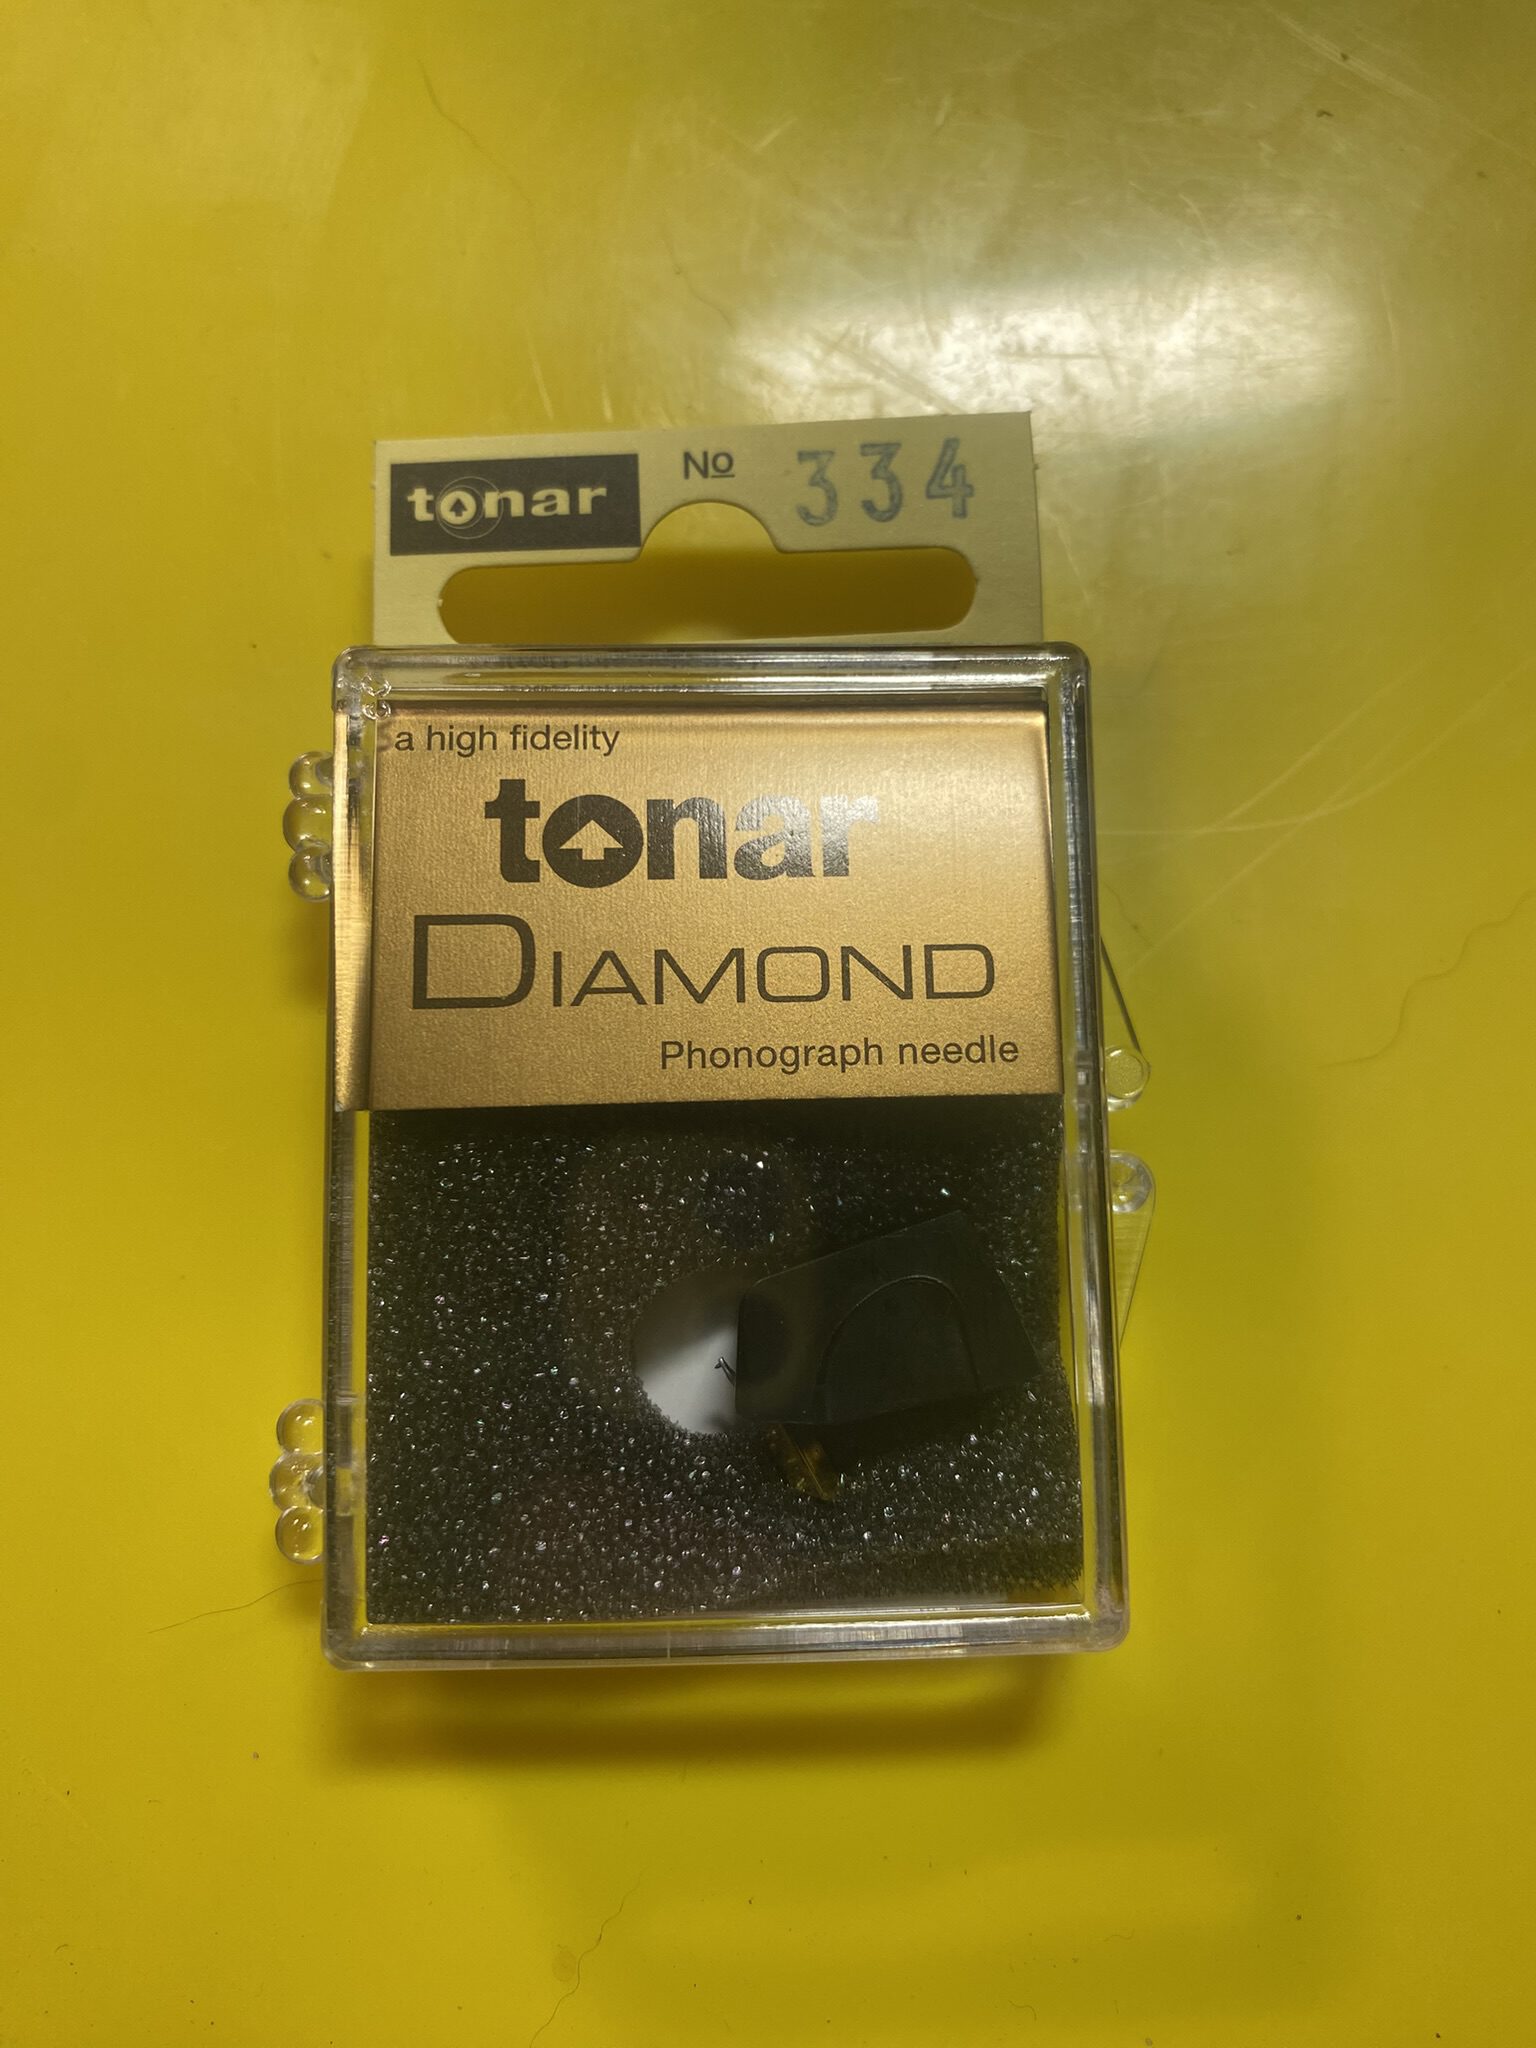 tonar No 334
a high fidelity
tonar
DIAMOND
Phonograph needle